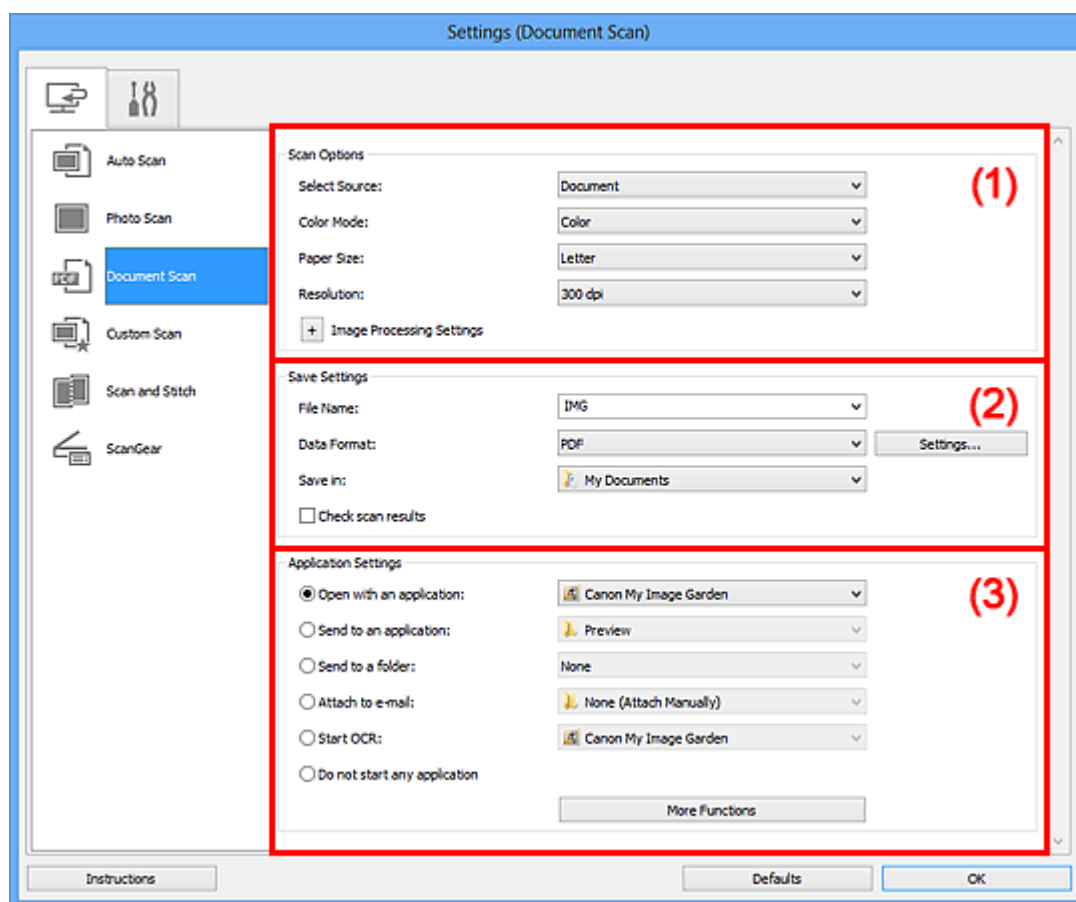 Settings (Document Scan)
Auto Scan
Photo Scan
Document Scan
Custom Scan
Scan and Stitch
ScanGear
Scan Options
(1)
Select Source: Document
Color Mode: Color
Paper Size: Letter
Resolution: 300 dpi
+ Image Processing Settings
Save Settings
(2)
File Name: IMG
Data Format: PDF Settings...
Save in: My Documents
Check scan results
Application Settings
(3)
Open with an application: Canon My Image Garden
Send to an application: Preview
Send to a folder: None
Attach to e-mail: None (Attach Manually)
Start OCR: Canon My Image Garden
Do not start any application
More Functions
Instructions Defaults OK